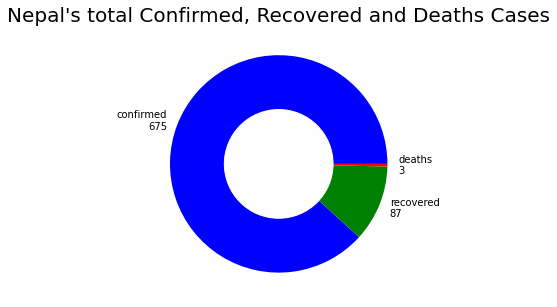 Nepal's total Confirmed, Recovered and Deaths Cases
confirmed
675
deaths
3
recovered
87